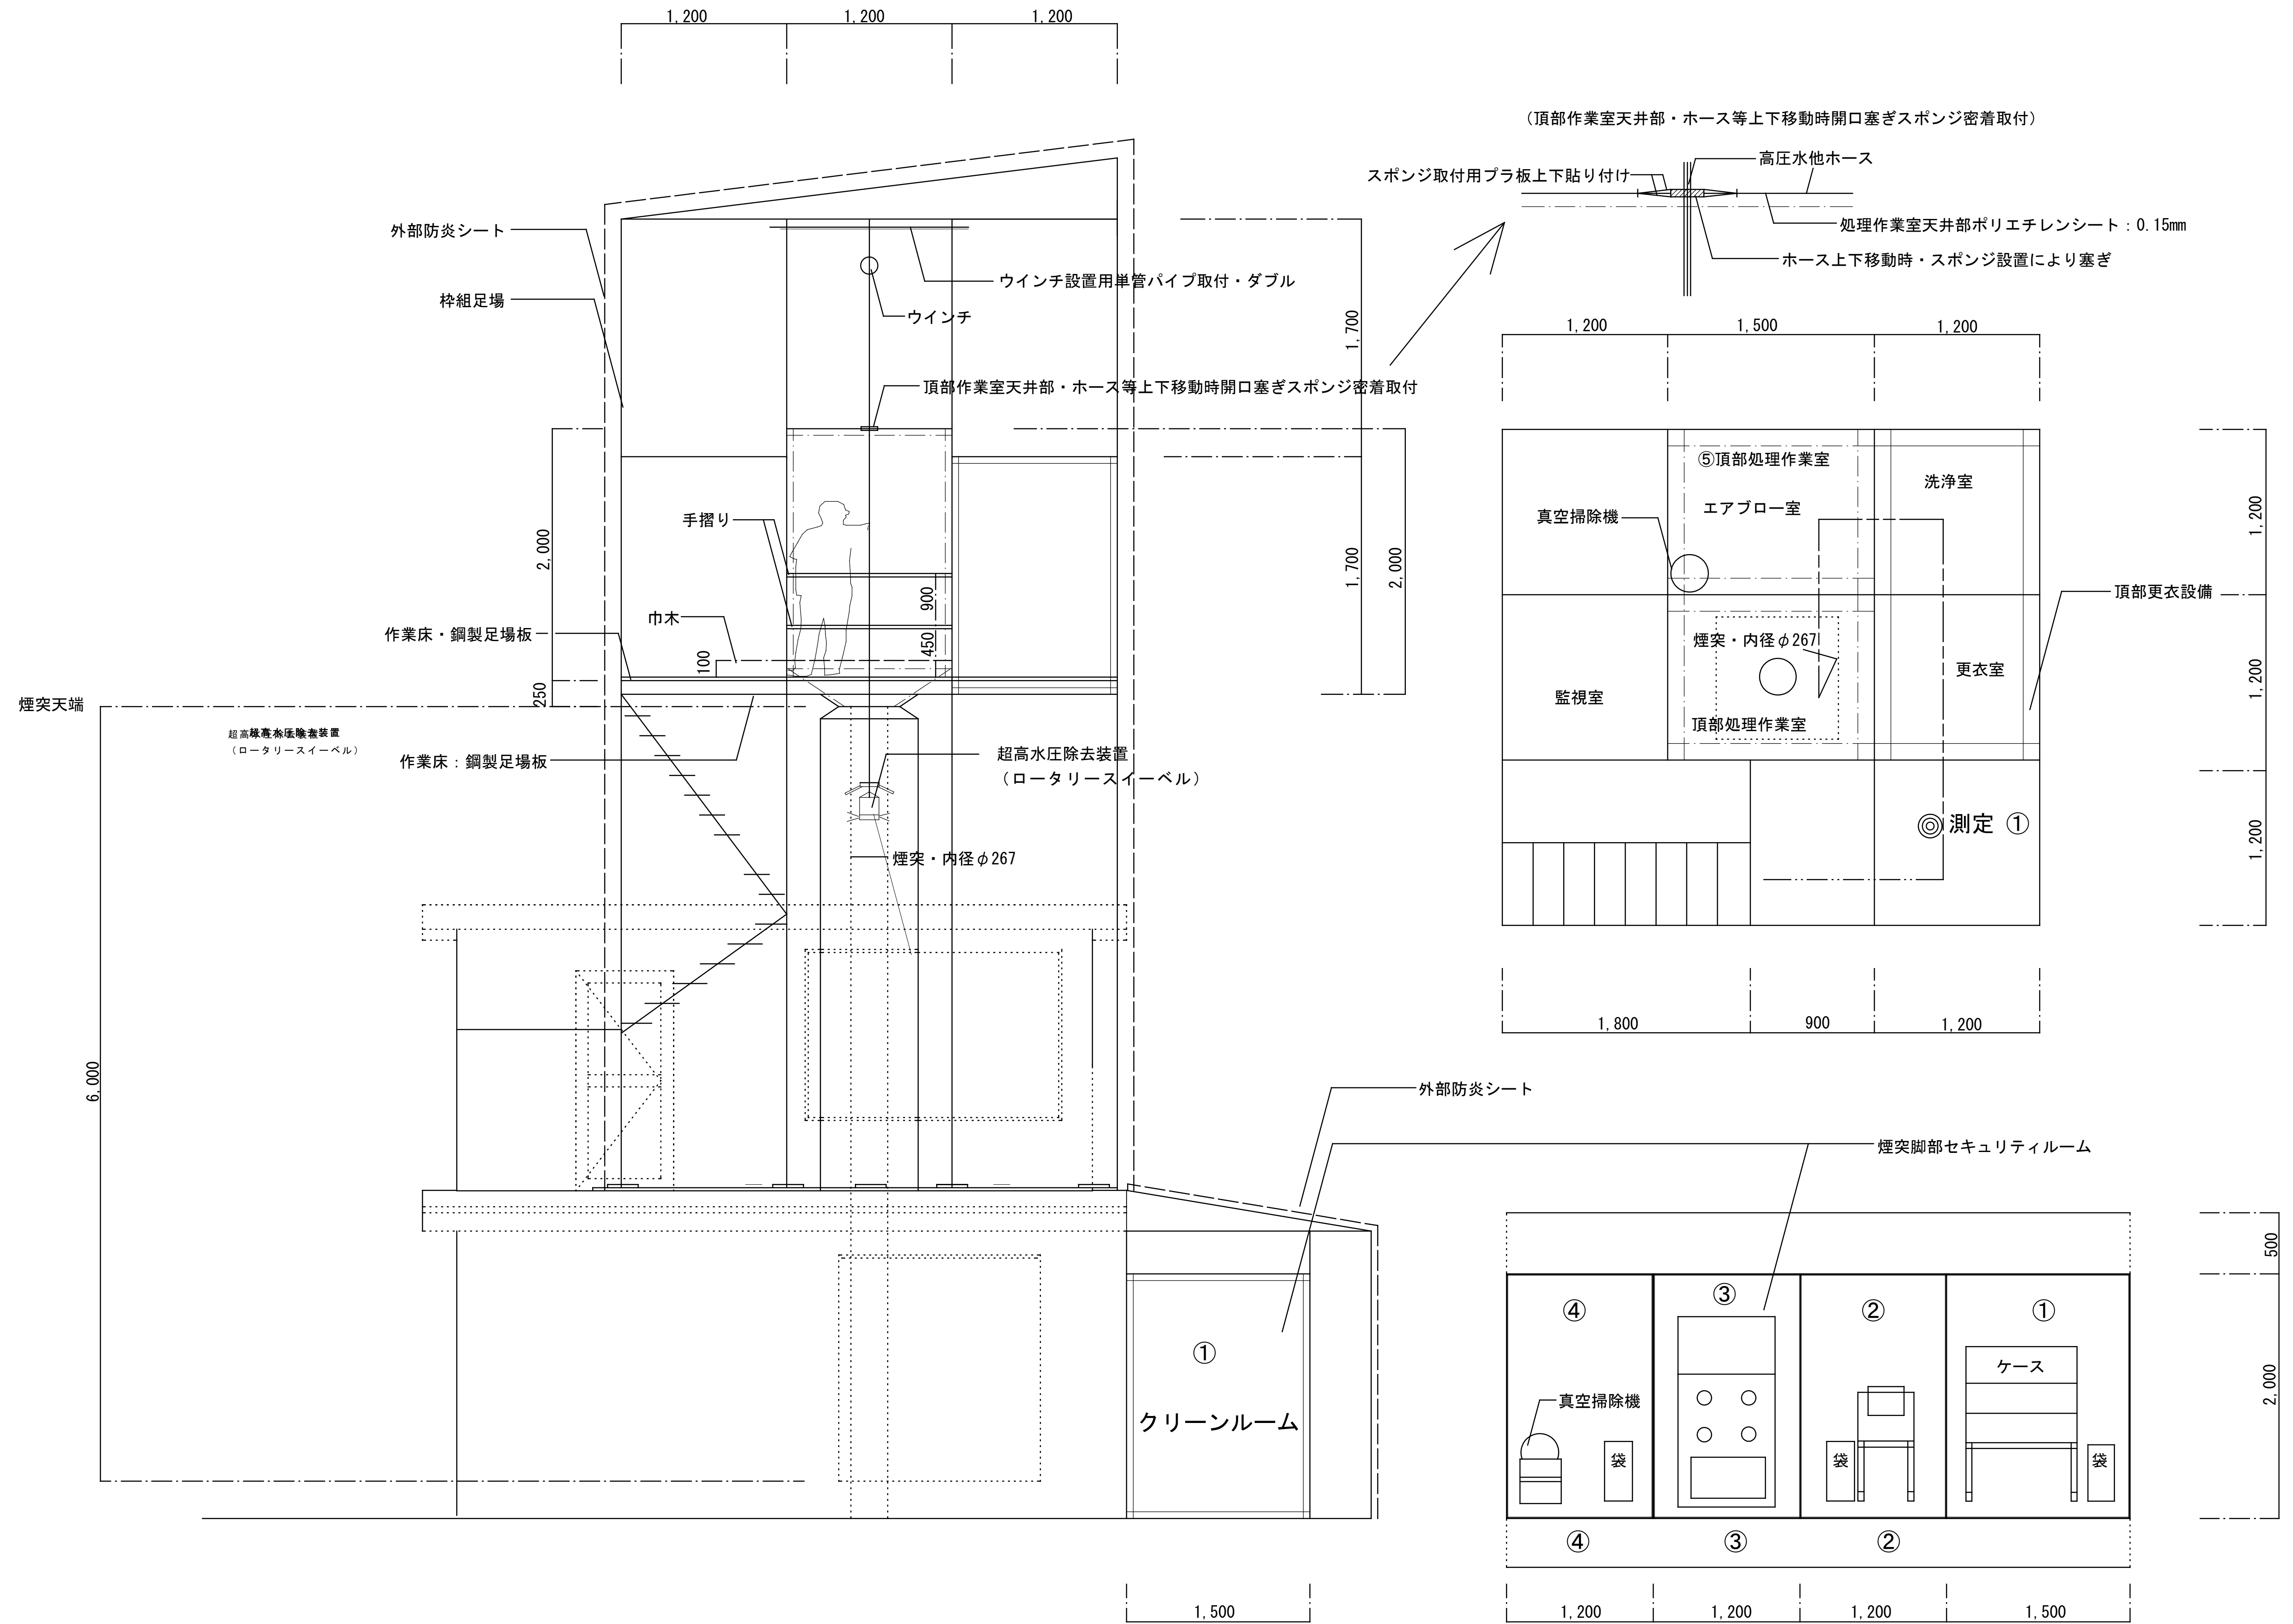 1,200
1,200
1,200
(頂部作業室天井部・ホース等上下移動時開口塞ぎスポンジ密着取付)
高圧水他ホース
スポンジ取付用プラ板上下貼り付け
処理作業室天井部ポリエチレンシート:0.15mm
ホース上下移動時・スポンジ設置により塞ぎ
外部防炎シート
枠組足場
ウインチ設置用単管パイプ取付・ダブル
ウインチ
1,700
頂部作業室天井部・ホース等上下移動時開口塞ぎスポンジ密着取付
2,000
手摺り
1,700
2,000
900
巾木
作業床・鋼製足場板
450
100
250
煙突天端
超高水圧除去装置
(ロータリースイーベル)
作業床:鋼製足場板
超高水圧除去装置
(ロータリースイーベル)
煙突・内径φ267
6,000
1,200
1,500
1,200
⑤頂部処理作業室
洗浄室
エアブロー室
真空掃除機
1,200
頂部更衣設備
煙突・内径φ267
更衣室
監視室
頂部処理作業室
1,200
測定 ①
1,200
1,800
900
1,200
外部防炎シート
煙突脚部セキュリティルーム
①
クリーンルーム
1,500
500
④
③
②
①
ケース
2,000
真空掃除機
袋
袋
袋
④
③
②
1,200
1,200
1,200
1,500